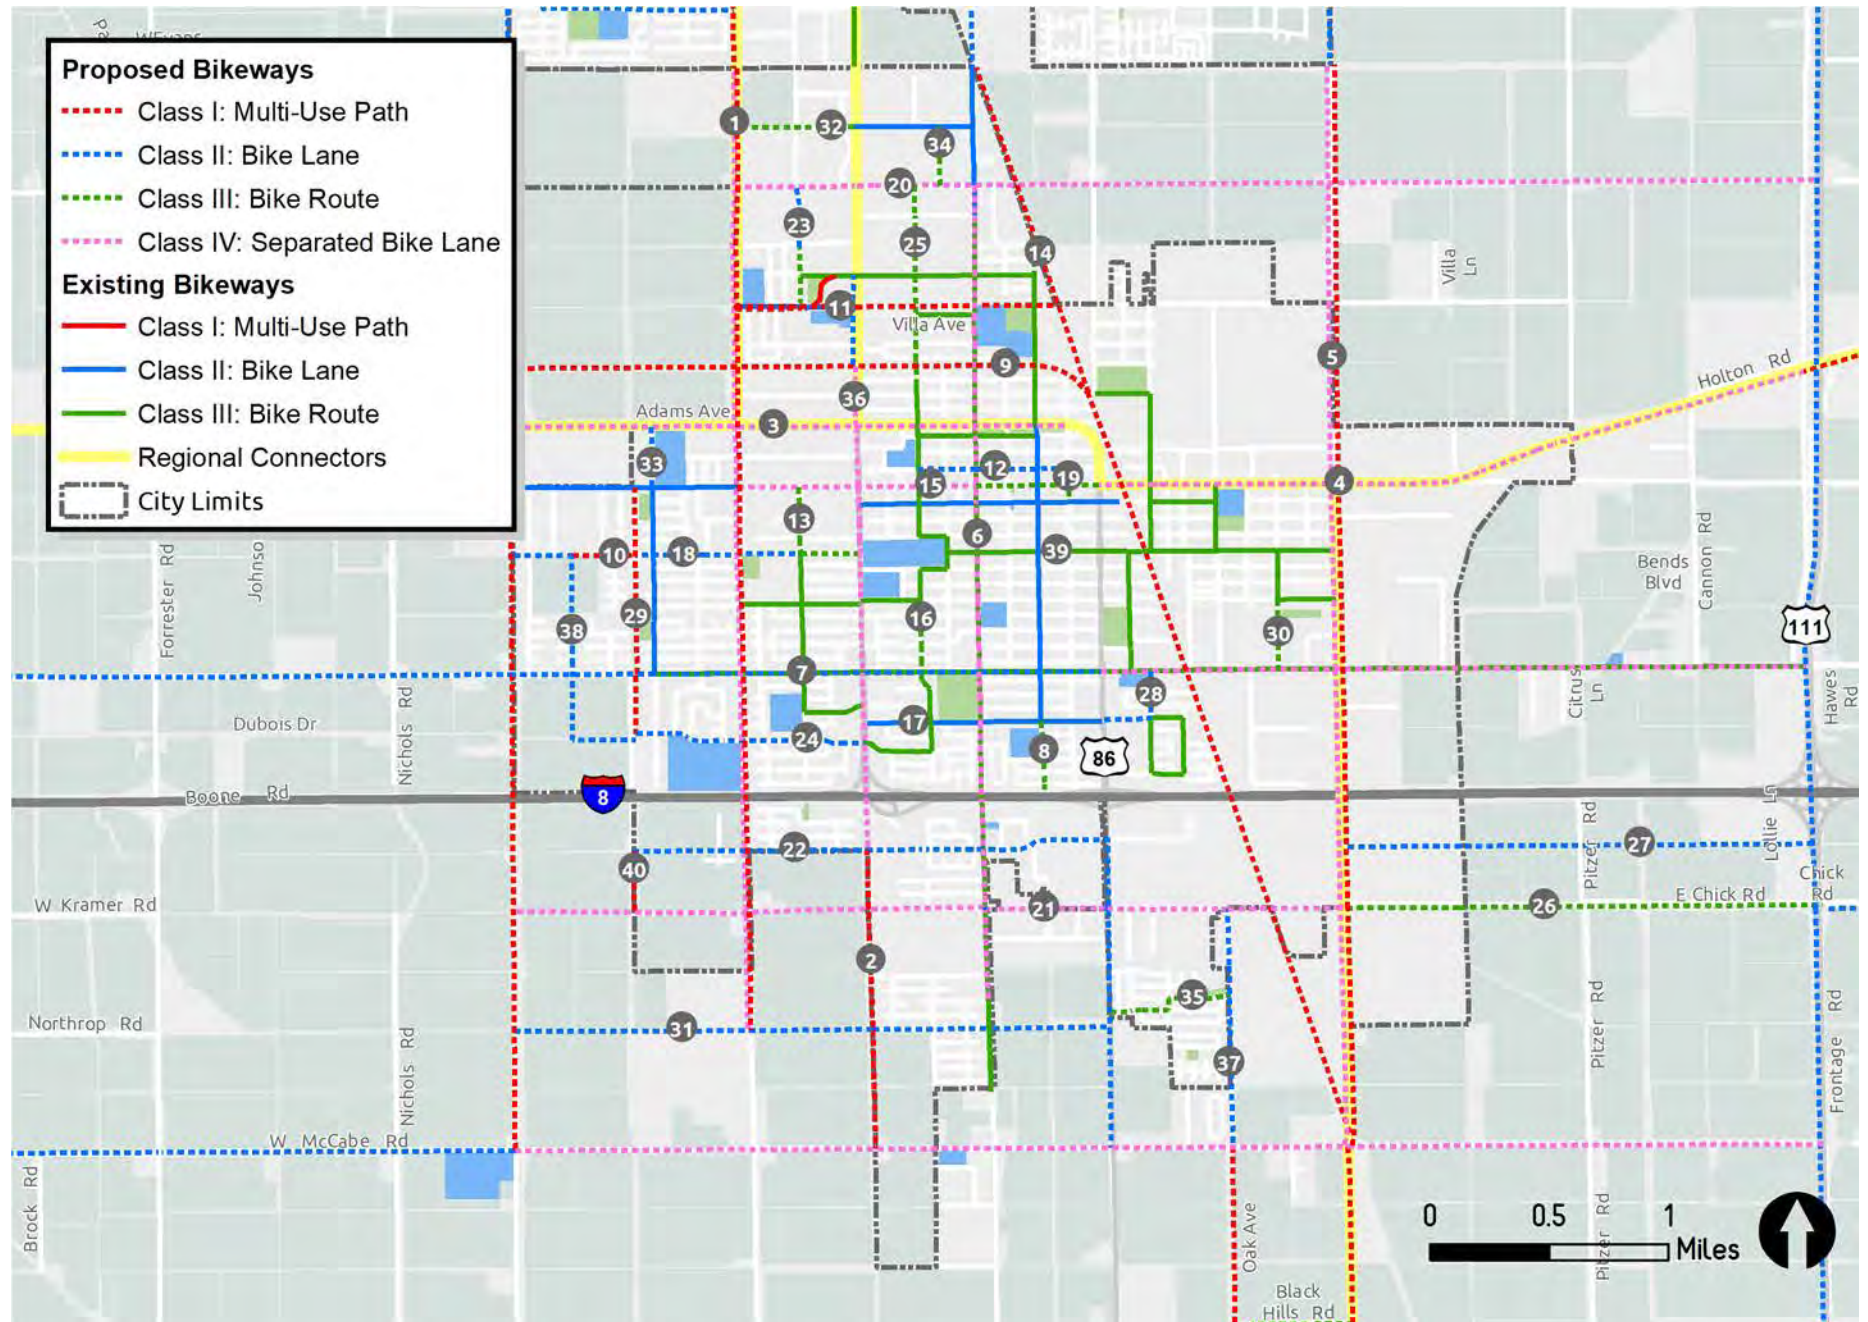 Proposed Bikeways
Class I: Multi-Use Path
Class II: Bike Lane
Class III: Bike Route
Class IV: Separated Bike Lane
Existing Bikeways
Class I: Multi-Use Path
Class II: Bike Lane
Class III: Bike Route
Regional Connectors
City Limits
1
32
34
20
23
25
14
11
Villa Ave
Villa Ln
5
9
Holton Rd
36
Adams Ave
3
33
12
19
15
4
13
6
10
18
39
Forrester Rd
Johnso
Bends Blvd
Cannon Rd
29
16
38
30
111
7
28
Citrus Ln
Hawes Rd
Nichols Rd
Dubois Dr
17
24
8
86
8
Boone Rd
Lollie Ln
22
Pitzer Rd
27
40
Chick Rd
E Chick Rd
W Kramer Rd
21
26
2
35
Northrop Rd
31
Nichols Rd
37
Pitzer Rd
Frontage Rd
W McCabe Rd
Brock Rd
Oak Ave
Pitzer Rd
0 0.5 1
Miles
Black Hills Rd